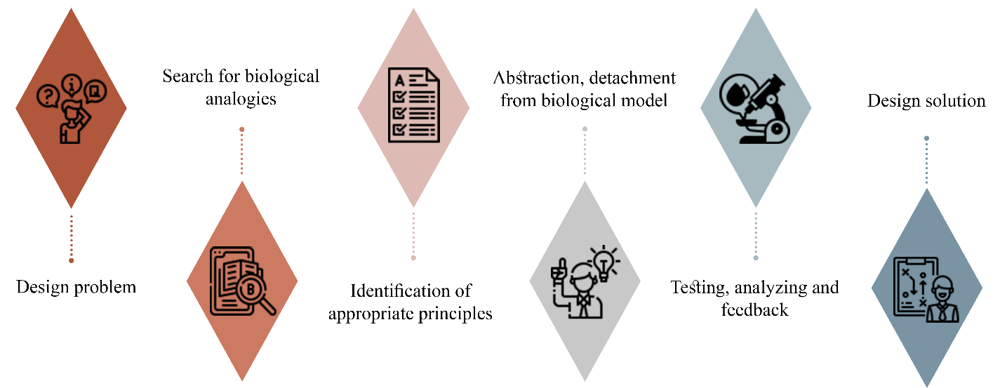 Design problem
Search for biological
analogies
Identification of
appropriate principles
Abstraction, detachment
from biological model
Testing, analyzing and
feedback
Design solution
?
i
A
B